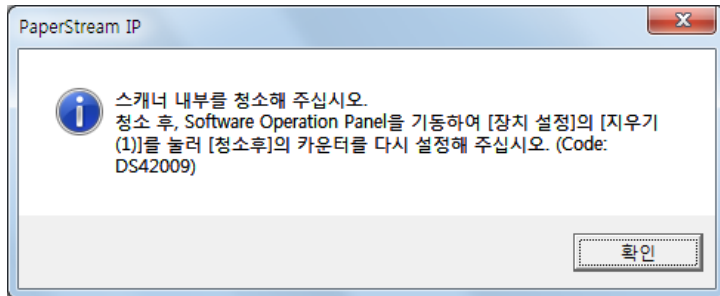 PaperStream IP
스캐너 내부를 청소해 주십시오.
청소 후, Software Operation Panel을 기동하여 [장치 설정]의 [지우기
(1)]를 눌러 [청소후]의 카운터를 다시 설정해 주십시오. (Code:
DS42009)
확인